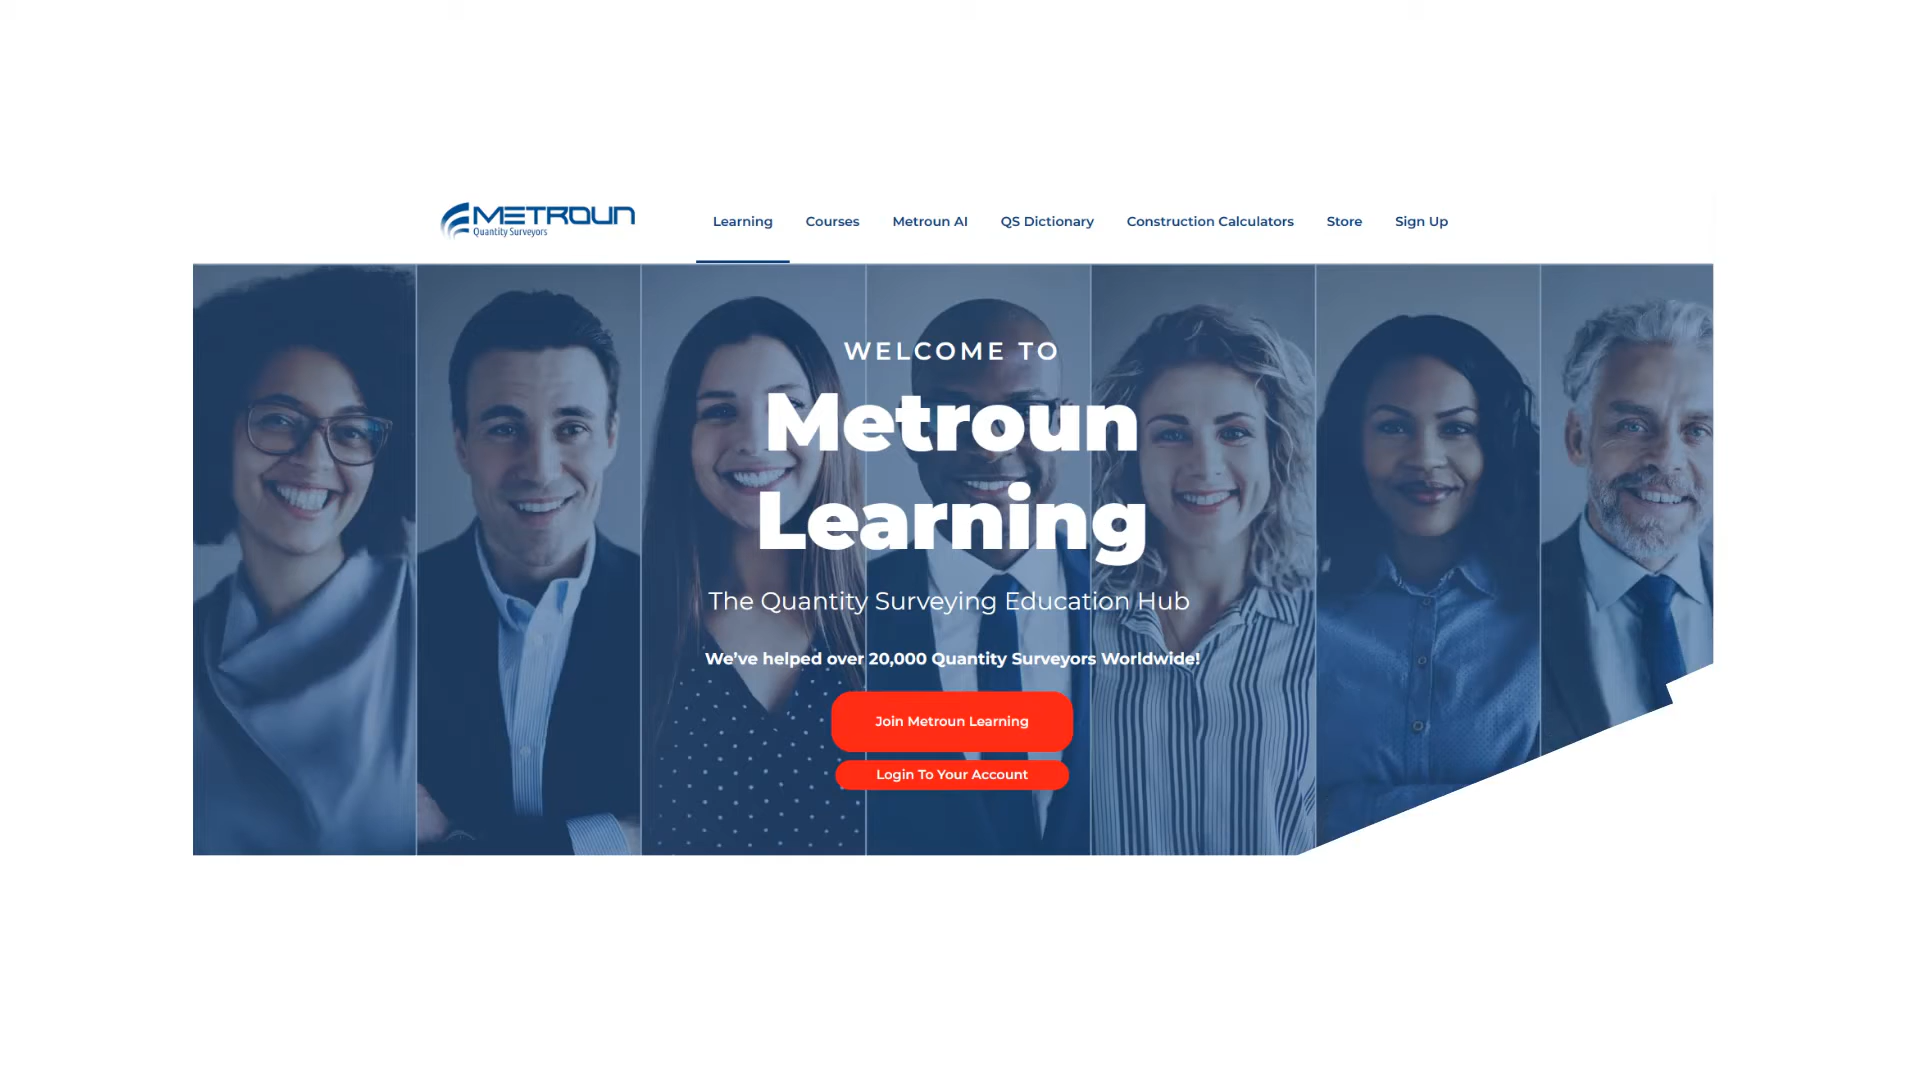 METROUN
Quantity Surveyors
Learning
Courses
Metroun AI
QS Dictionary
Construction Calculators
Store
Sign Up
WELCOME TO
Metroun
Learning
The Quantity Surveying Education Hub
We've helped over 20,000 Quantity Surveyors Worldwide!
Join Metroun Learning
Login To Your Account